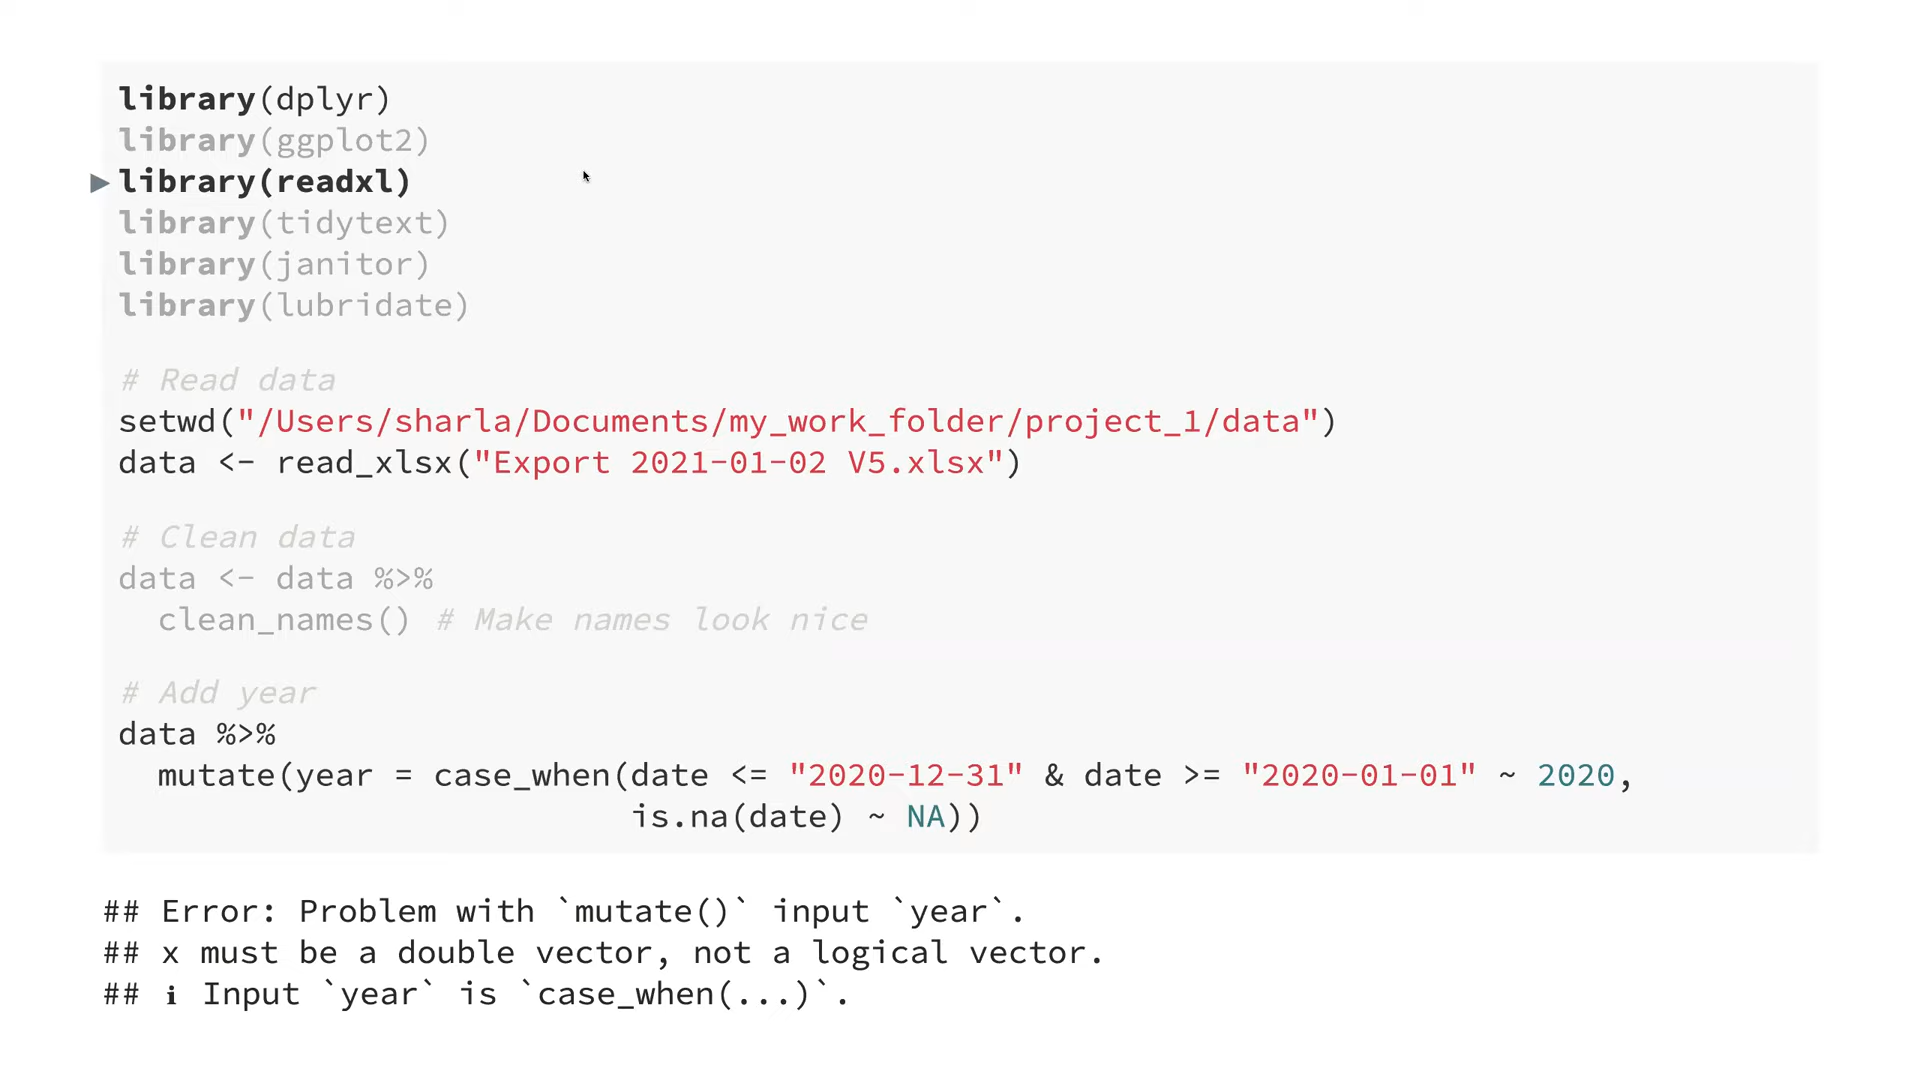 library(dplyr)
library(ggplot2)
▶ library(readxl)
library(tidytext)
library(janitor)
library(lubridate)

# Read data
setwd("/Users/sharla/Documents/my_work_folder/project_1/data")
data <- read_xlsx("Export 2021-01-02 V5.xlsx")

# Clean data
data <- data %>%
  clean_names() # Make names look nice

# Add year
data %>%
  mutate(year = case_when(date <= "2020-12-31" & date >= "2020-01-01" ~ 2020,
                          is.na(date) ~ NA))

## Error: Problem with `mutate()` input `year`.
## x must be a double vector, not a logical vector.
## ℹ Input `year` is `case_when(...)`.